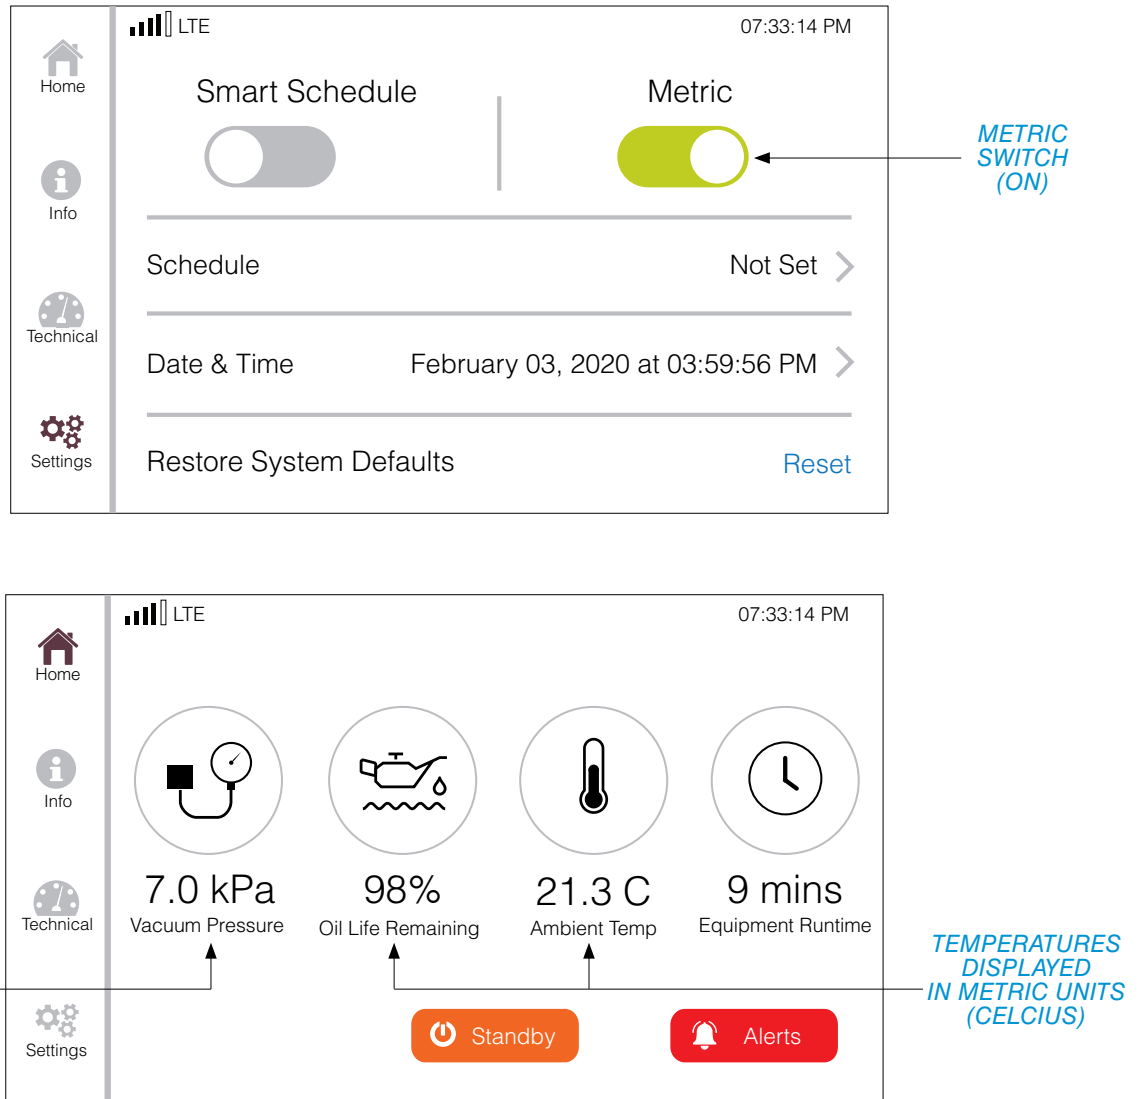 LTE
07:33:14 PM
Home
Smart Schedule
Metric
METRIC
SWITCH
(ON)
Info
Schedule
Not Set
Technical
Date & Time
February 03, 2020 at 03:59:56 PM
Settings
Restore System Defaults
Reset
LTE
07:33:14 PM
Home
Info
7.0 kPa
Vacuum Pressure
98%
Oil Life Remaining
21.3 C
Ambient Temp
9 mins
Equipment Runtime
Technical
TEMPERATURES
DISPLAYED
IN METRIC UNITS
(CELCIUS)
Settings
Standby
Alerts